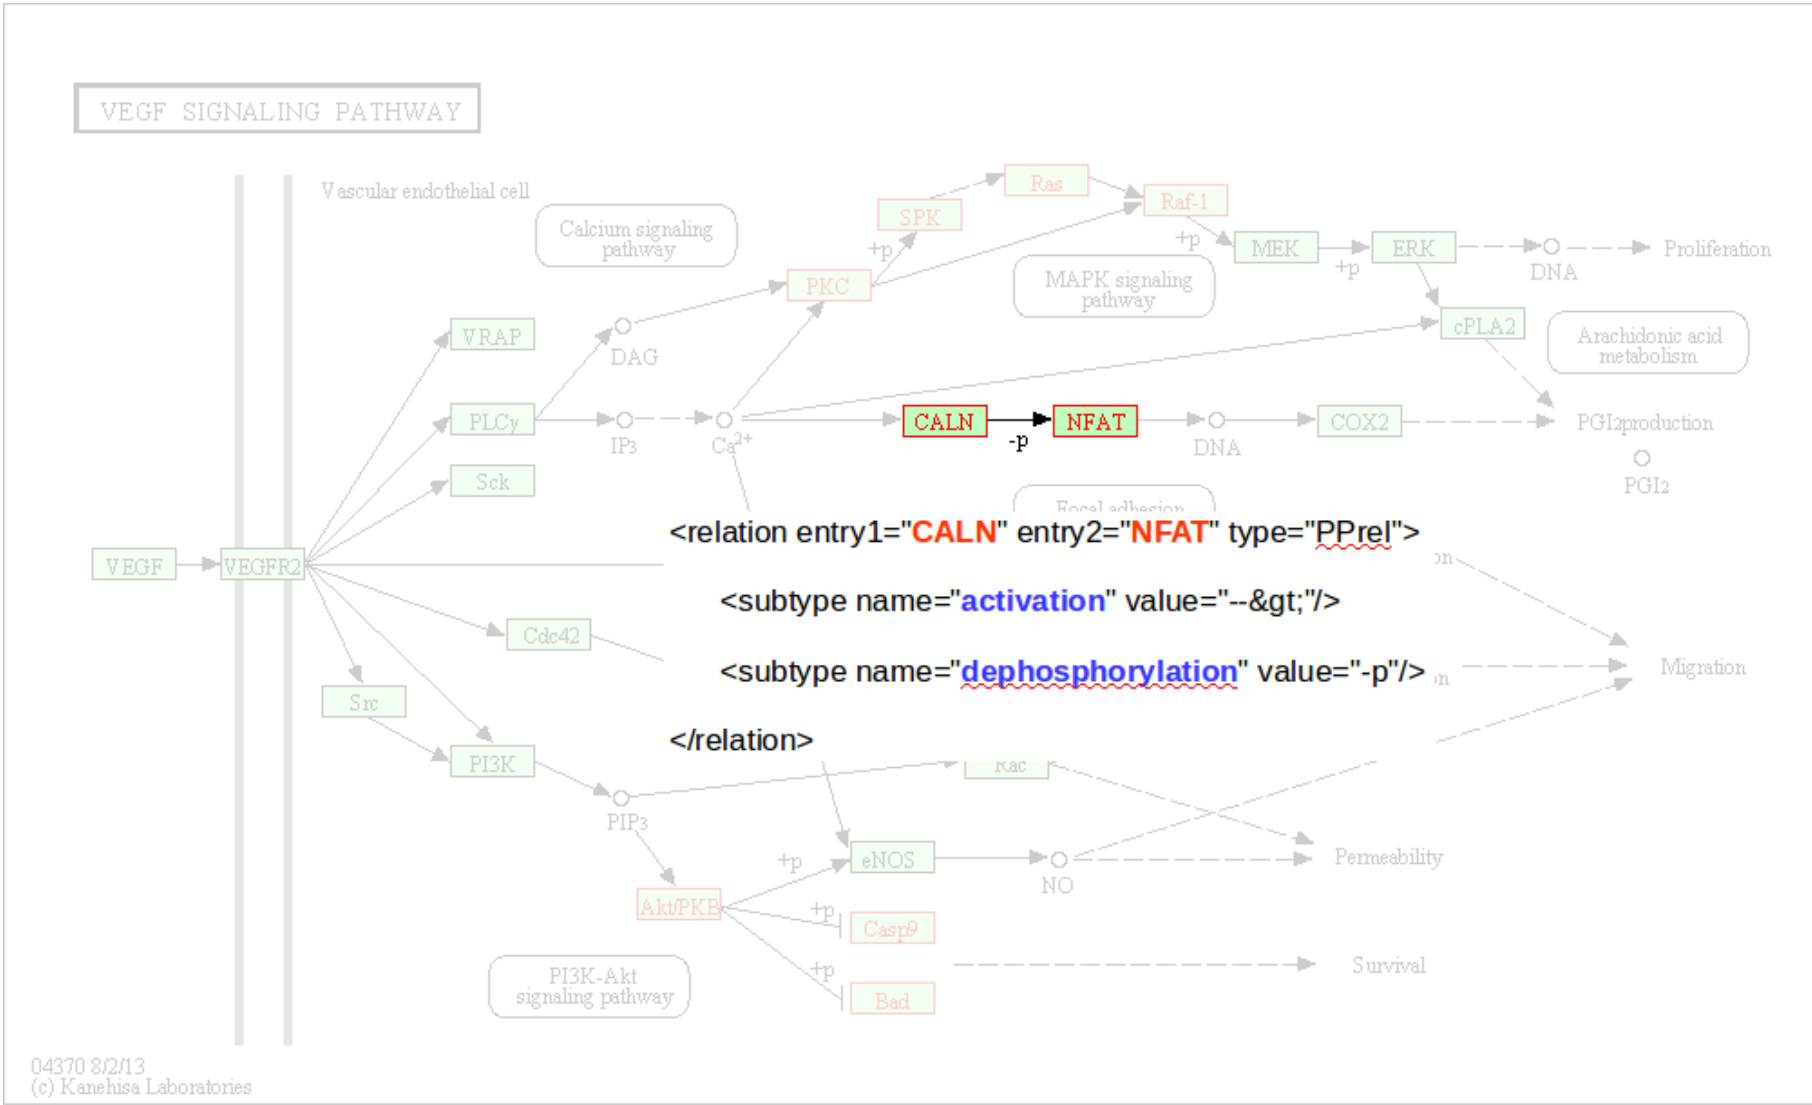 VEGF SIGNALING PATHWAY
Vascular endothelial cell
Calcium signaling
pathway
SPK
Ras
Raf-1
+p
+p
MEK
+p
ERK
DNA
Proliferation
PKC
MAPK signaling
pathway
VRAP
DAG
cPLA2
Arachidonic acid
metabolism
PLCγ
IP3
Ca2+
CALN
-p
NFAT
DNA
COX2
PGI2production
PGI2
Sck
Focal adhesion
<relation entry1="CALN" entry2="NFAT" type="PPrel">
<subtype name="activation" value="--&gt;"/>
<subtype name="dephosphorylation" value="-p"/>
</relation>
VEGF
VEGFR2
Cdc42
Src
PI3K
Migration
Rac
PIP3
+p
eNOS
NO
Permeability
Akt/PKB
+p
Casp9
+p
Bad
Survival
PI3K-Akt
signaling pathway
04370 8/2/13
(c) Kanehisa Laboratories